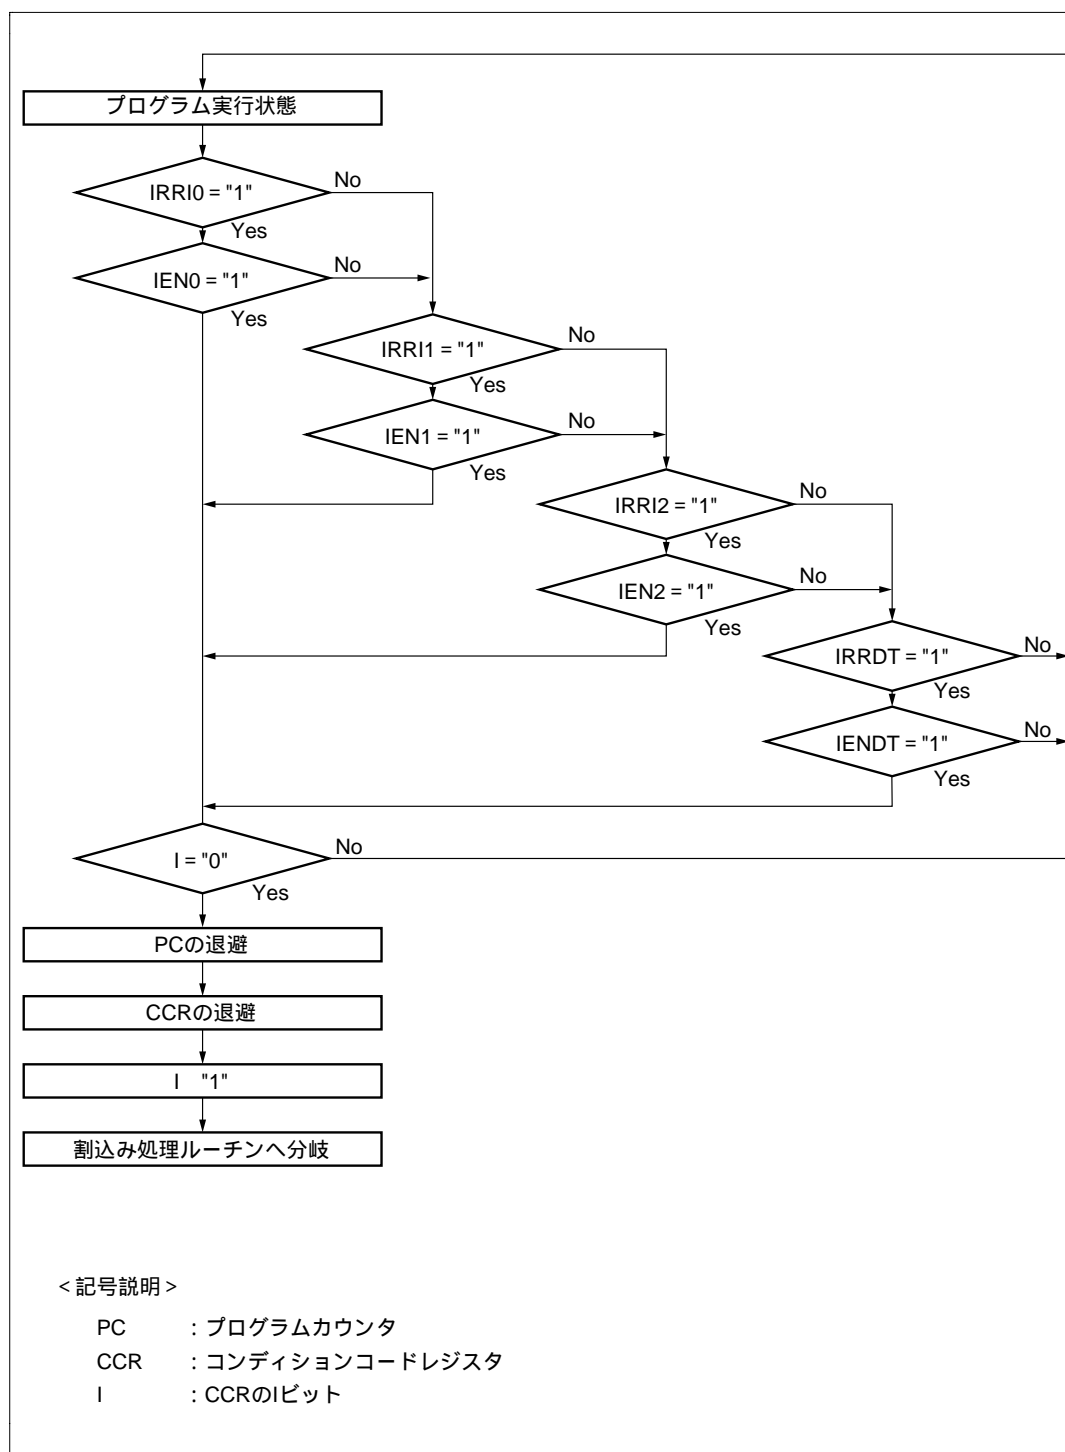 プログラム実行状態
IRRI0 = "1"
No
Yes
IEN0 = "1"
No
Yes
IRRI1 = "1"
No
Yes
IEN1 = "1"
No
Yes
IRRI2 = "1"
No
Yes
IEN2 = "1"
No
Yes
IRRDT = "1"
No
Yes
IENDT = "1"
No
Yes
I = "0"
No
Yes
PCの退避
CCRの退避
I "1"
割込み処理ルーチンへ分岐
<記号説明>
PC :プログラムカウンタ
CCR :コンディションコードレジスタ
I :CCRのIビット